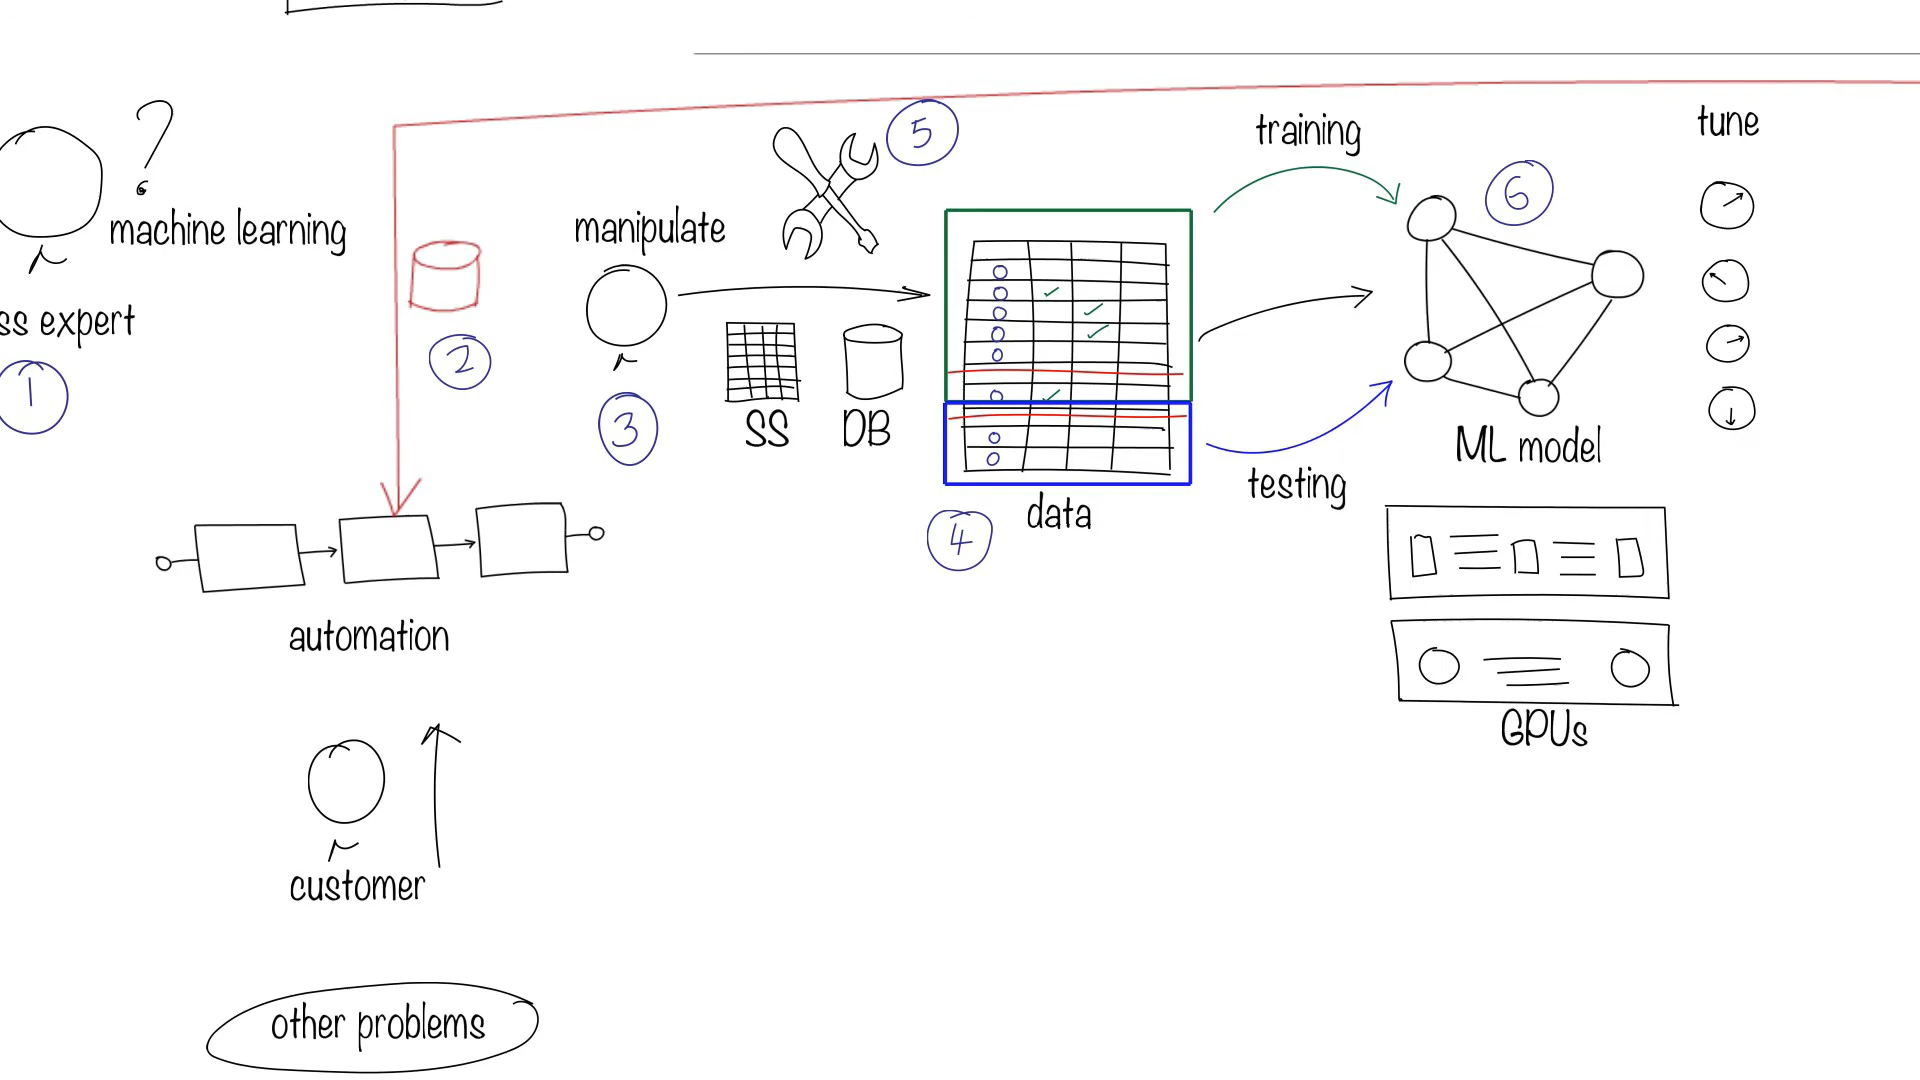 ?
machine learning
ss expert
1
2
manipulate
3
SS
DB
5
data
4
training
testing
6
ML model
tune
GPUs
automation
customer
other problems